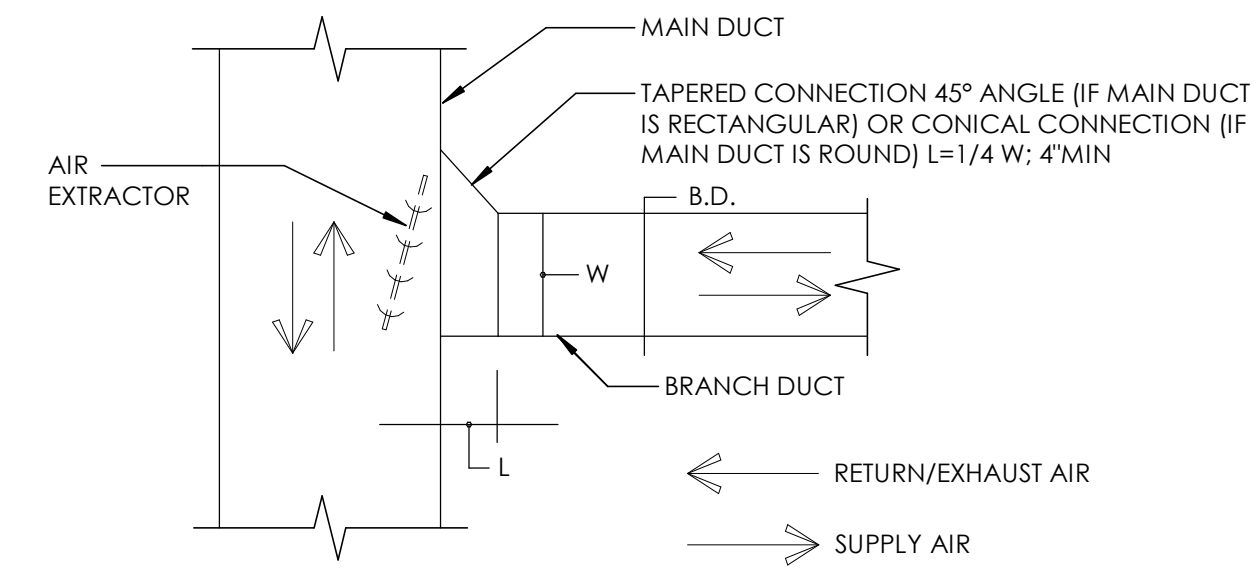 MAIN DUCT
TAPERED CONNECTION 45° ANGLE (IF MAIN DUCT
IS RECTANGULAR) OR CONICAL CONNECTION (IF
MAIN DUCT IS ROUND) L=1/4 W; 4"MIN
AIR
EXTRACTOR
B.D.
W
BRANCH DUCT
L
RETURN/EXHAUST AIR
SUPPLY AIR